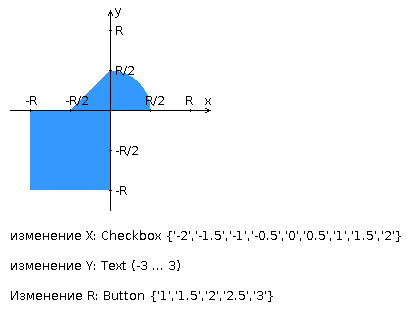 y
R
R/2
-R -R/2 R/2 R x
-R/2
-R
изменение X: Checkbox {'-2','-1.5','-1','-0.5','0','0.5','1','1.5','2'}
изменение Y: Text (-3 ... 3)
Изменение R: Button {'1','1.5','2','2.5','3'}